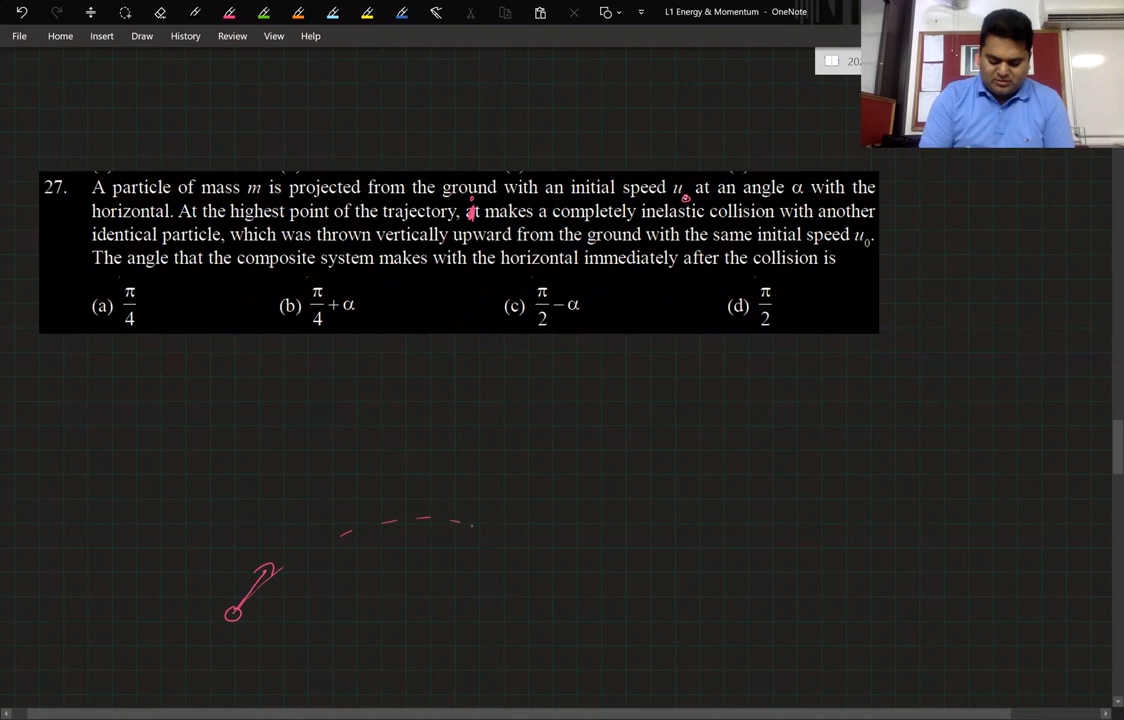 L1 Energy & Momentum - OneNote
File Home Insert Draw History Review View Help
27. A particle of mass m is projected from the ground with an initial speed u₀ at an angle α with the
horizontal. At the highest point of the trajectory, it makes a completely inelastic collision with another
identical particle, which was thrown vertically upward from the ground with the same initial speed u₀.
The angle that the composite system makes with the horizontal immediately after the collision is
(a) π/4 (b) π/4 + α (c) π/2 − α (d) π/2